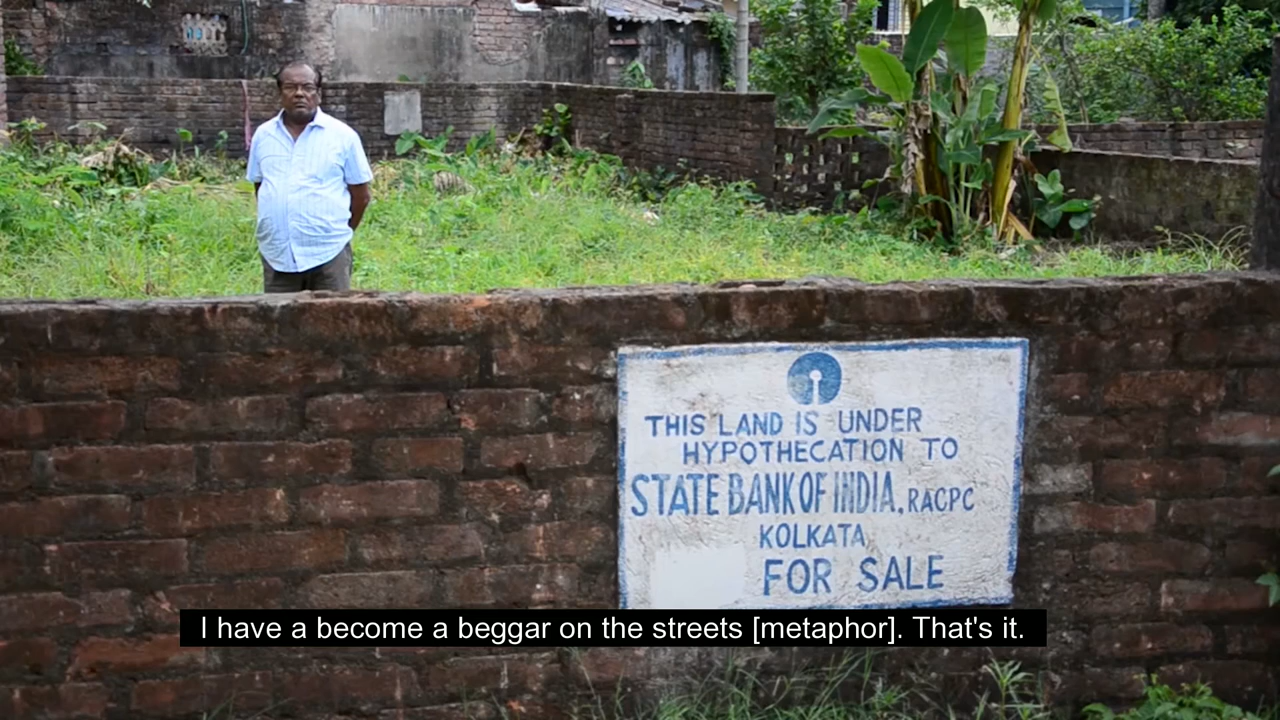 THIS LAND IS UNDER
HYPOTHECATION TO
STATE BANK OF INDIA, RACPC
KOLKATA
FOR SALE
I have a become a beggar on the streets [metaphor]. That's it.